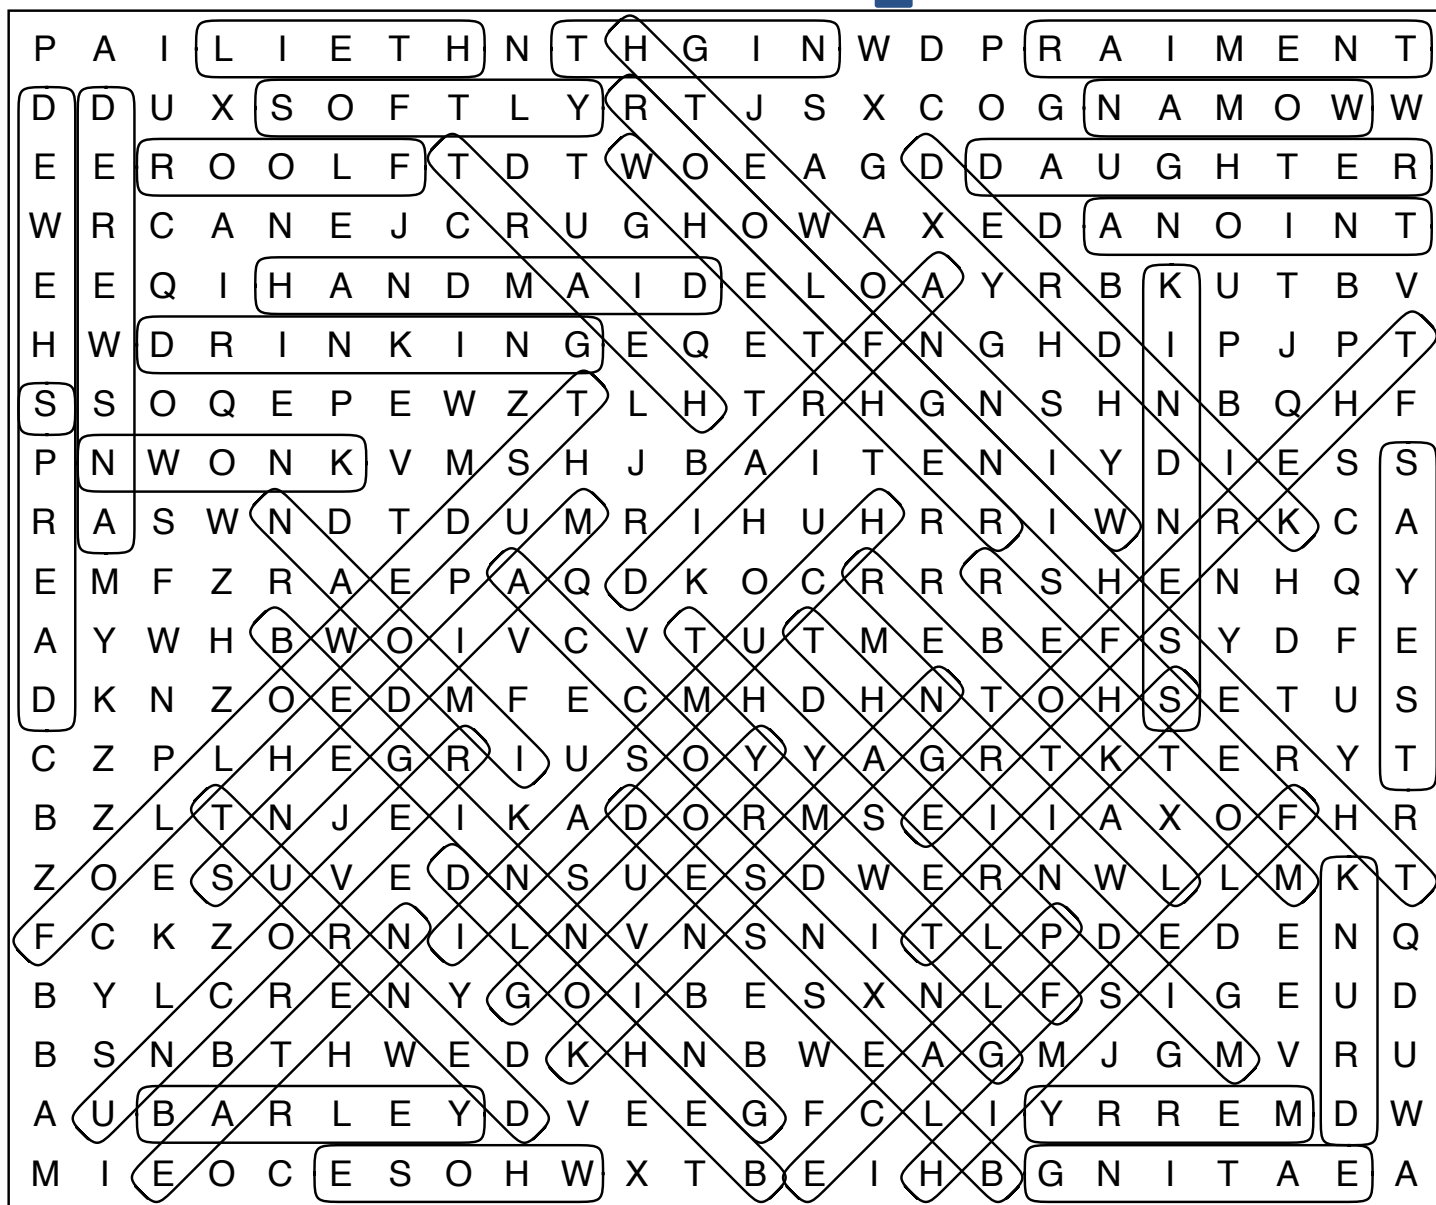 P A I L I E T H N T H G I N W D P R A I M E N T
D D U X S O F T L Y R T J S X C O G N A M O W W
E E R O O L F T D T W O E A G D D A U G H T E R
W R C A N E J C R U G H O W A X E D A N O I N T
E E Q I H A N D M A I D E L O A Y R B K U T B V
H W D R I N K I N G E Q E T F N G H D I P J P T
S S O Q E P E W Z T L H T R H G N S H N B Q H F
P N W O N K V M S H J B A I T E N I Y D I E S S
R A S W N D T D U M R I H U H R R I W N R K C A
E M F Z R A E P A Q D K O C R R R S H E N H Q Y
A Y W H B W O I V C V T U T M E B E F S Y D F E
D K N Z O E D M F E C M H D H N T O H S E T U S
C Z P L H E G R I U S O Y Y A G R T K T E R Y T
B Z L T N J E I K A D O R M S E I I A X O F H R
Z O E S U V E D N S U E S D W E R N W L L M K T
F C K Z O R N I L N V N S N I T L P D E D E N Q
B Y L C R E N Y G O I B E S X N L F S I G E U D
B S N B T H W E D K H N B W E A G M J G M V R U
A U B A R L E Y D V E E G F C L I Y R R E M D W
M I E O C E S O H W X T B E I H B G N I T A E A